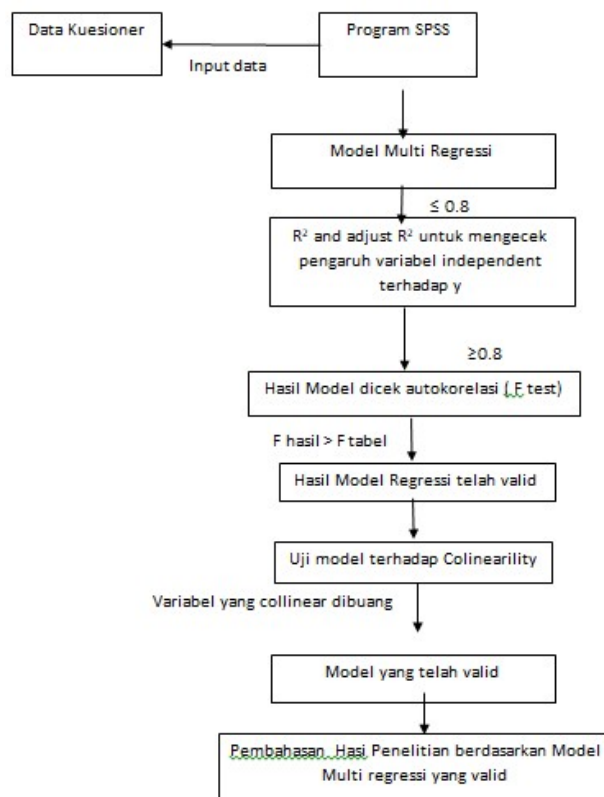 Data Kuesioner
Program SPSS
Input data
Model Multi Regressi
≤ 0.8
R² and adjust R² untuk mengecek
pengaruh variabel independent
terhadap y
≥0.8
Hasil Model dicek autokorelasi ( F test)
F hasil > F tabel
Hasil Model Regressi telah valid
Uji model terhadap Colinearility
Variabel yang collinear dibuang
Model yang telah valid
Pembahasan Hasi Penelitian berdasarkan Model
Multi regressi yang valid